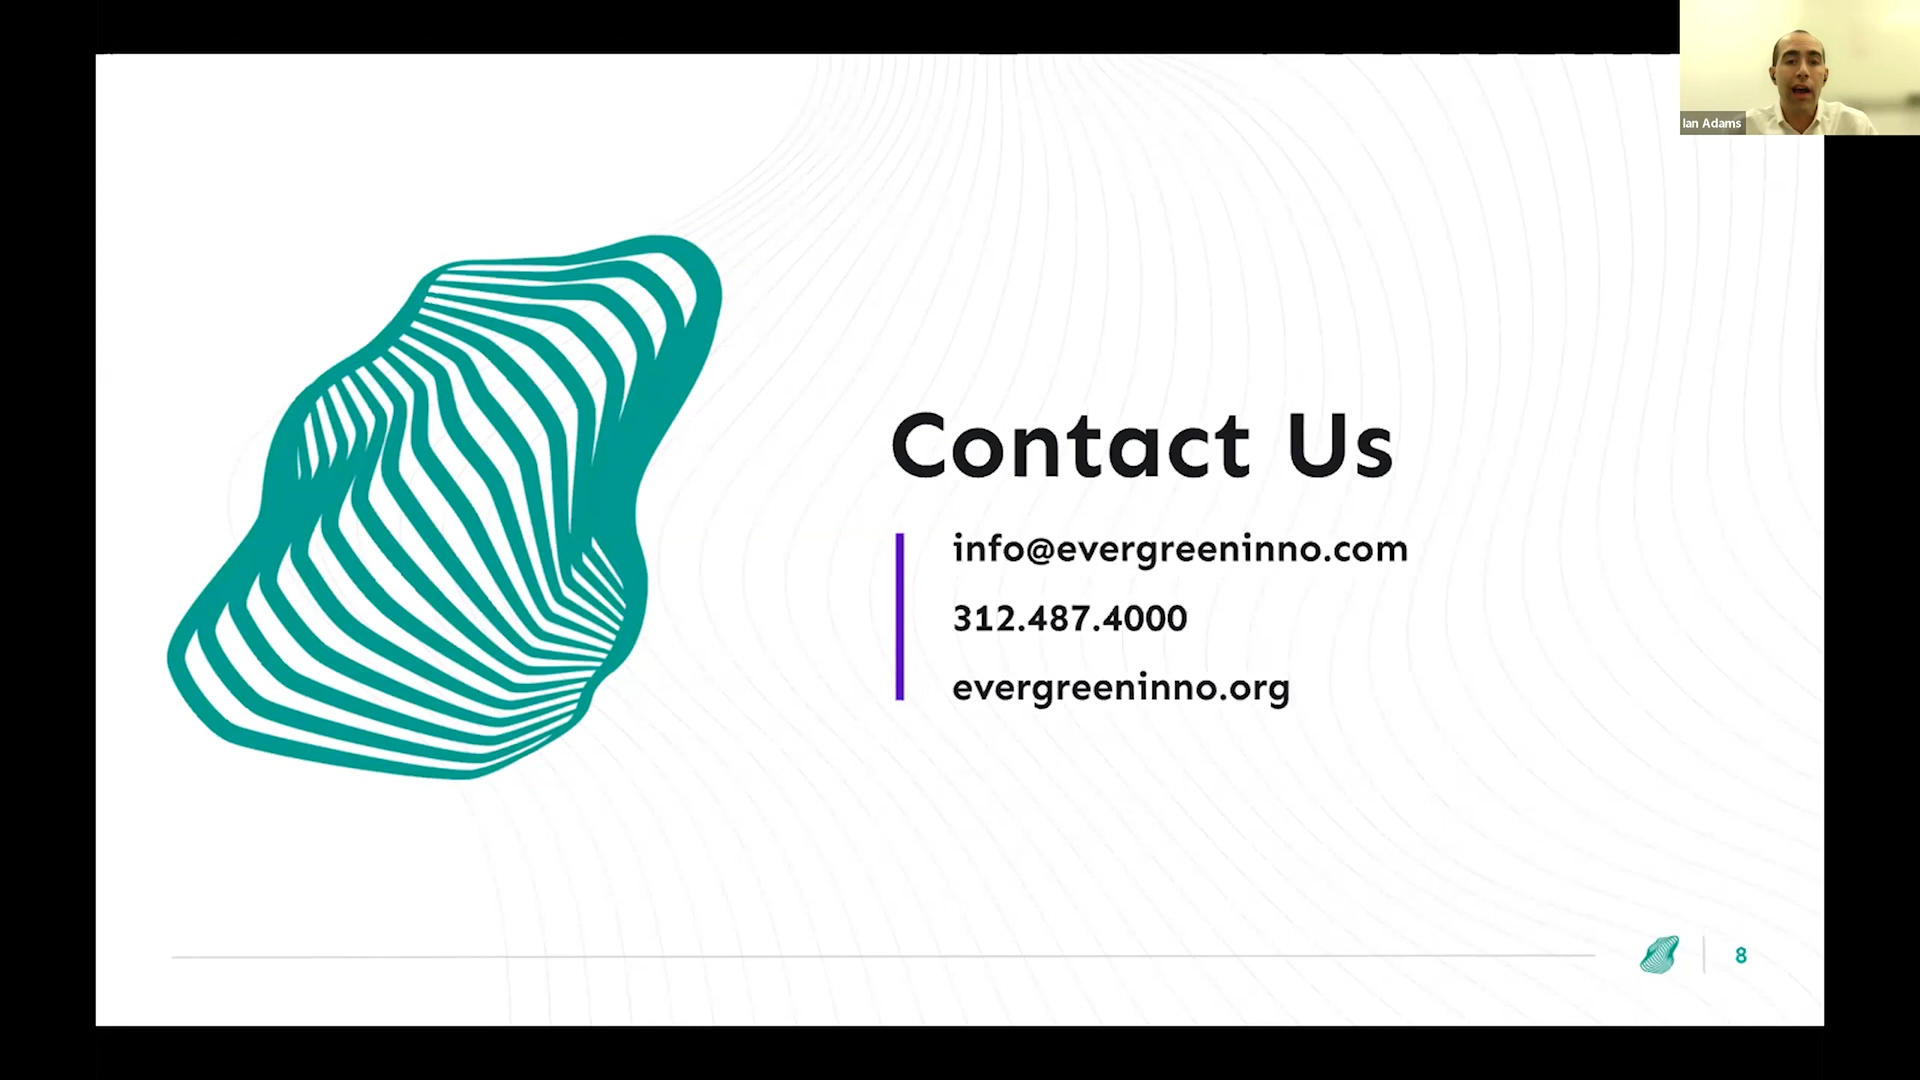 Ian Adams
Contact Us
info@evergreeninno.com
312.487.4000
evergreeninno.org
8